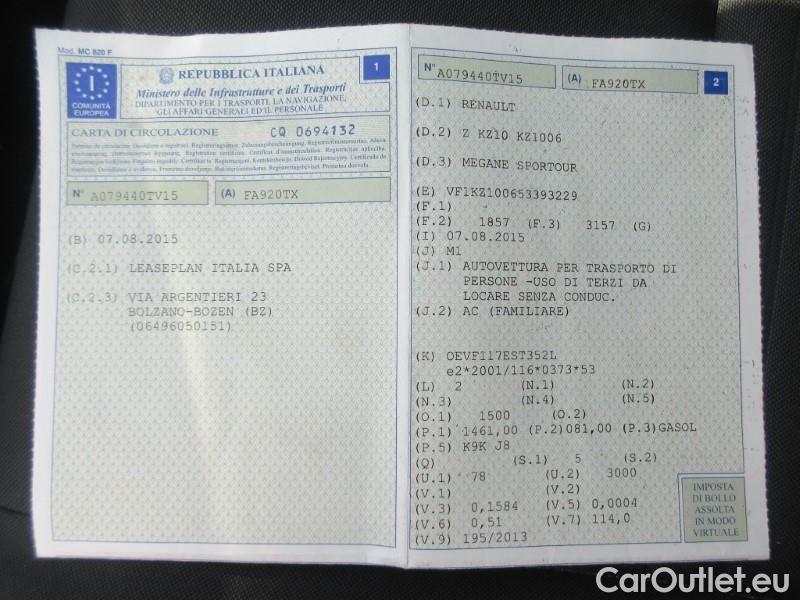 Mod. MC 820 F
I
COMUNITÀ
EUROPEA
REPUBBLICA ITALIANA
1
Ministero delle Infrastrutture e dei Trasporti
DIPARTIMENTO PER I TRASPORTI, LA NAVIGAZIONE,
GLI AFFARI GENERALI ED IL PERSONALE
CARTA DI CIRCOLAZIONE CQ 0694132
N° A079440TV15 (A) FA920TX
(B) 07.08.2015
(C.2.1) LEASEPLAN ITALIA SPA
(C.2.3) VIA ARGENTIERI 23
BOLZANO-BOZEN (BZ)
(06496050151)
N° A079440TV15 (A) FA920TX 2
(D.1) RENAULT
(D.2) Z KZ10 KZ1006
(D.3) MEGANE SPORTOUR
(E) VF1KZ100653393229
(F.1)
(F.2) 1857 (F.3) 3157 (G)
(I) 07.08.2015
(J) M1
(J.1) AUTOVETTURA PER TRASPORTO DI
PERSONE -USO DI TERZI DA
LOCARE SENZA CONDUC.
(J.2) AC (FAMILIARE)
(K) OEVF117EST352L
e2*2001/116*0373*53
(L) 2 (N.1) (N.2)
(N.3) (N.4) (N.5)
(O.1) 1500 (O.2)
(P.1) 1461,00 (P.2)081,00 (P.3)GASOL
(P.5) K9K J8
(Q) (S.1) 5 (S.2)
(U.1) 78 (U.2) 3000
(V.1) (V.2)
(V.3) 0,1584 (V.5) 0,0004
(V.6) 0,51 (V.7) 114,0
(V.9) 195/2013
IMPOSTA
DI BOLLO
ASSOLTA
IN MODO
VIRTUALE
CarOutlet.eu